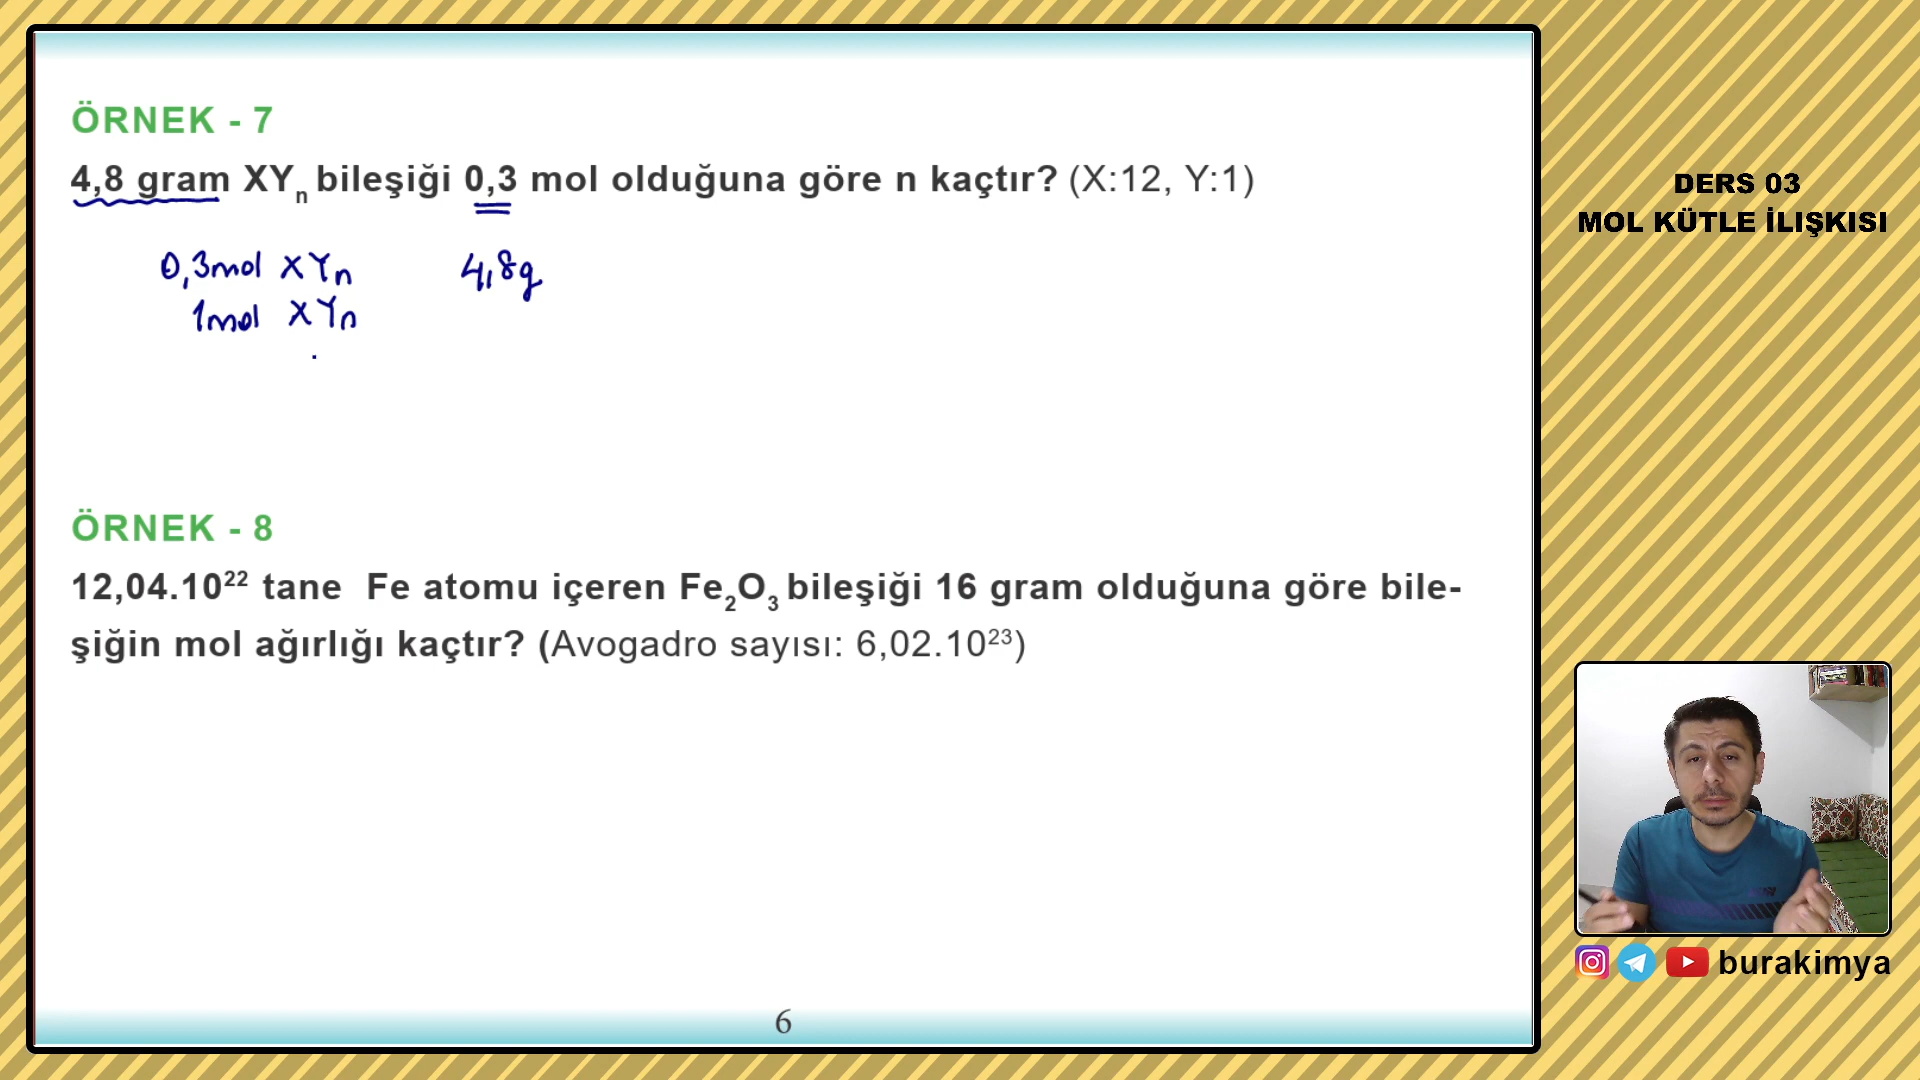 ÖRNEK - 7
4,8 gram XYn bileşiği 0,3 mol olduğuna göre n kaçtır? (X:12, Y:1)
0,3mol XYn 4,8g
1mol XYn
ÖRNEK - 8
12,04.10²² tane Fe atomu içeren Fe₂O₃ bileşiği 16 gram olduğuna göre bile-
şiğin mol ağırlığı kaçtır? (Avogadro sayısı: 6,02.10²³)
6
DERS 03
MOL KÜTLE İLIŞKISI
burakimya